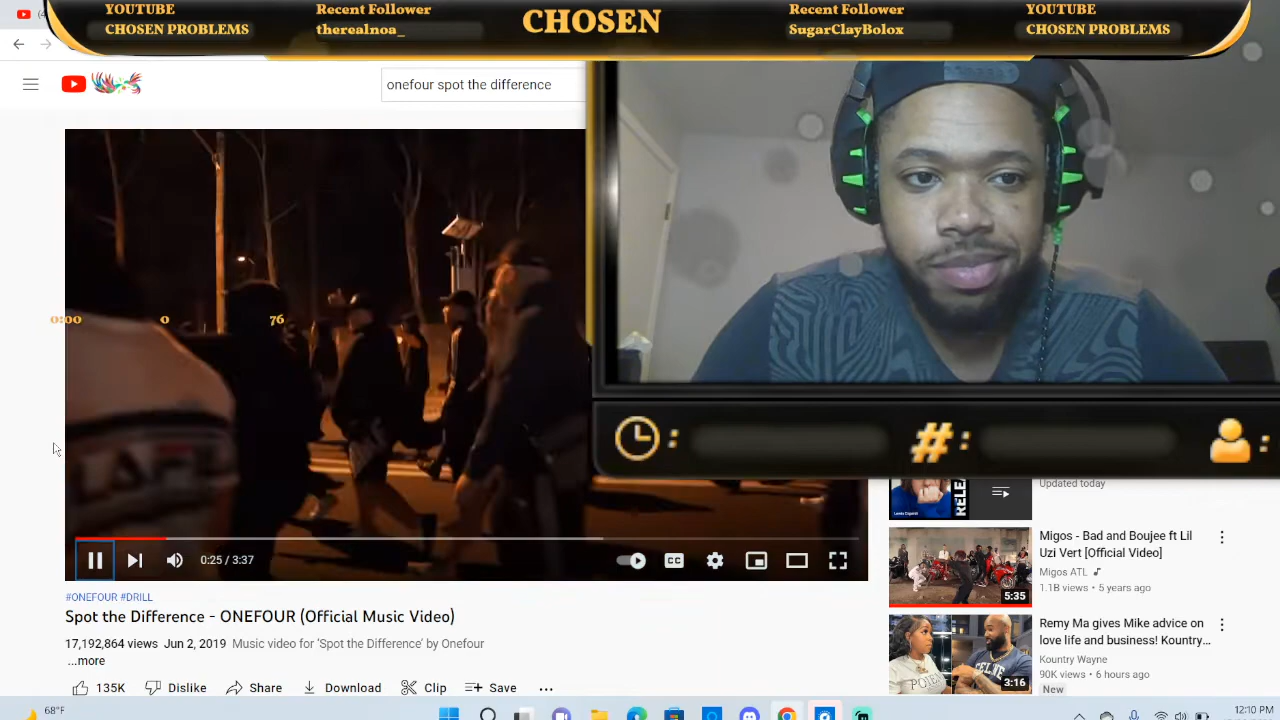 YOUTUBE
CHOSEN PROBLEMS
Recent Follower
therealnoa_
CHOSEN
Recent Follower
SugarClayBolox
YOUTUBE
CHOSEN PROBLEMS
onefour spot the difference
0:00
0
76
0:25 / 3:37
CC
#ONEFOUR #DRILL
Spot the Difference - ONEFOUR (Official Music Video)
17,192,864 views Jun 2, 2019 Music video for 'Spot the Difference' by Onefour
...more
135K
Dislike
Share
Download
Clip
Save
:
#:
:
Updated today
Migos - Bad and Boujee ft Lil
Uzi Vert [Official Video]
Migos ATL
1.1B views • 5 years ago
5:35
Remy Ma gives Mike advice on
love life and business! Kountry...
Kountry Wayne
90K views • 6 hours ago
New
3:16
68°F
12:10 PM